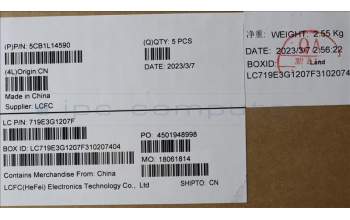 (P)P/N: 5CB1L14590
(Q)QTY: 5 PCS
(4L)Origin:CN
DATE: 2023/3/7
Made in China
Supplier: LCFC
净重: WEIGHT: 2.55 Kg
DATE: 2023/3/7 2:56:22
BOXID
LC719E3G1207F3102074
LC P/N: 719E3G1207F
PO: 4501948998
BOX ID: LC719E3G1207F310207404
MO: 18061814
Contains Merchandise From: China
LCFC(HeFei) Electronics Technology Co., Ltd
SHIPTO: CN